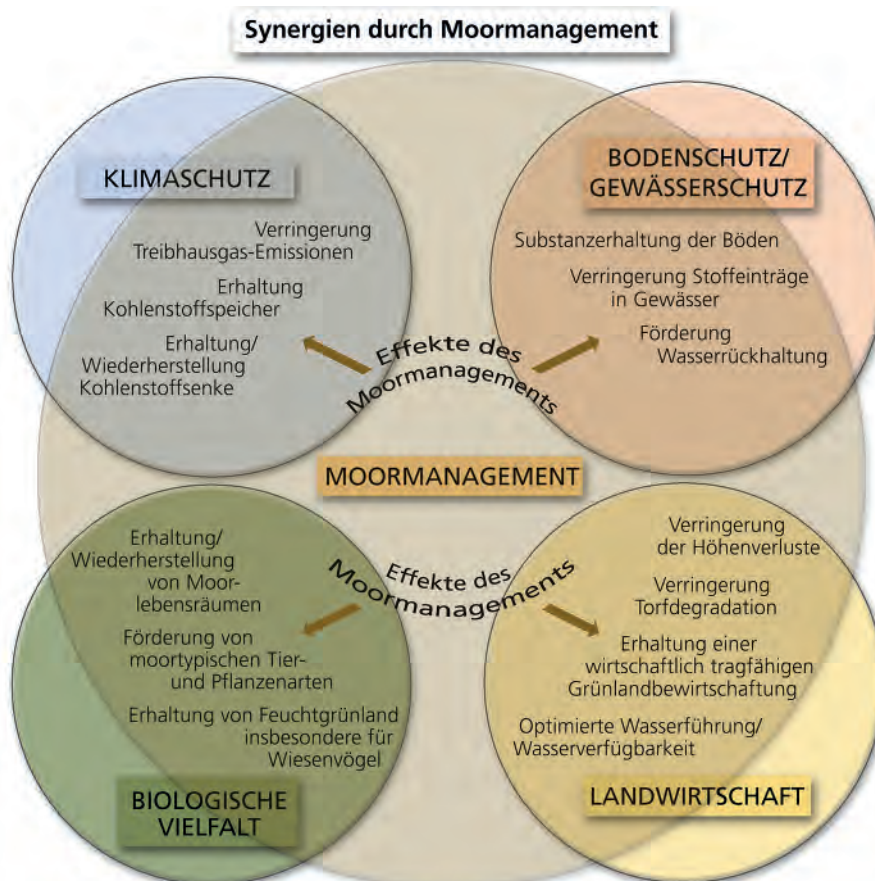 Synergien durch Moormanagement
KLIMASCHUTZ
Verringerung
Treibhausgas-Emissionen
Erhaltung
Kohlenstoffspeicher
Erhaltung/
Wiederherstellung
Kohlenstoffsenke
BODENSCHUTZ/
GEWÄSSERSCHUTZ
Substanzerhaltung der Böden
Verringerung Stoffeinträge
in Gewässer
Förderung
Wasserrückhaltung
Effekte des
Moormanagements
MOORMANAGEMENT
Effekte des
Moormanagements
Erhaltung/
Wiederherstellung
von Moor-
lebensräumen
Förderung von
moortypischen Tier-
und Pflanzenarten
Erhaltung von Feuchtgrünland
insbesondere für
Wiesenvögel
BIOLOGISCHE
VIELFALT
Verringerung
der Höhenverluste
Verringerung
Torfdegradation
Erhaltung einer
wirtschaftlich tragfähigen
Grünlandbewirtschaftung
Optimierte Wasserführung/
Wasserverfügbarkeit
LANDWIRTSCHAFT